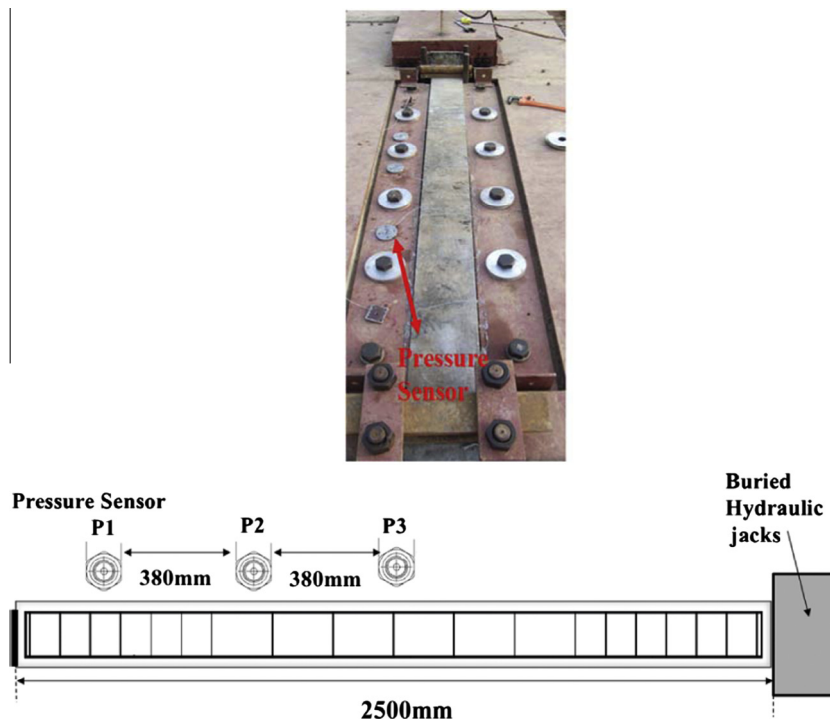 Pressure
Sensor
Pressure Sensor
P1
P2
P3
380mm
380mm
Buried
Hydraulic
jacks
2500mm